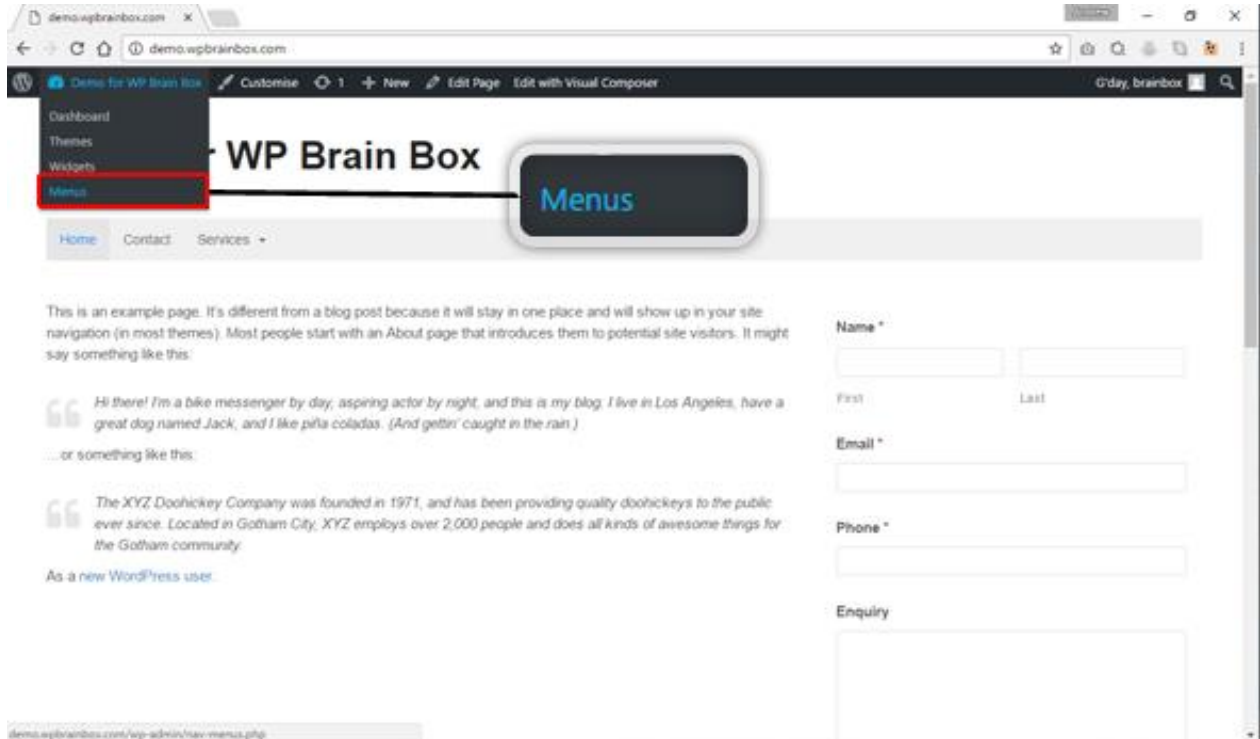 demo.wpbrainbox.com
demo.wpbrainbox.com
Demo for WP Brain Box Customise 1 New Edit Page Edit with Visual Composer G'day, brainbox
Dashboard
Themes
Widgets
Menus
r WP Brain Box
Menus
Home Contact Services
This is an example page. It's different from a blog post because it will stay in one place and will show up in your site
navigation (in most themes). Most people start with an About page that introduces them to potential site visitors. It might
say something like this:
Hi there! I'm a bike messenger by day, aspiring actor by night, and this is my blog. I live in Los Angeles, have a
great dog named Jack, and I like piña coladas. (And gettin' caught in the rain.)
...or something like this:
The XYZ Doohickey Company was founded in 1971, and has been providing quality doohickeys to the public
ever since. Located in Gotham City, XYZ employs over 2,000 people and does all kinds of awesome things for
the Gotham community.
As a new WordPress user
Name *
First Last
Email *
Phone *
Enquiry
demo.wpbrainbox.com/wp-admin/nav-menus.php